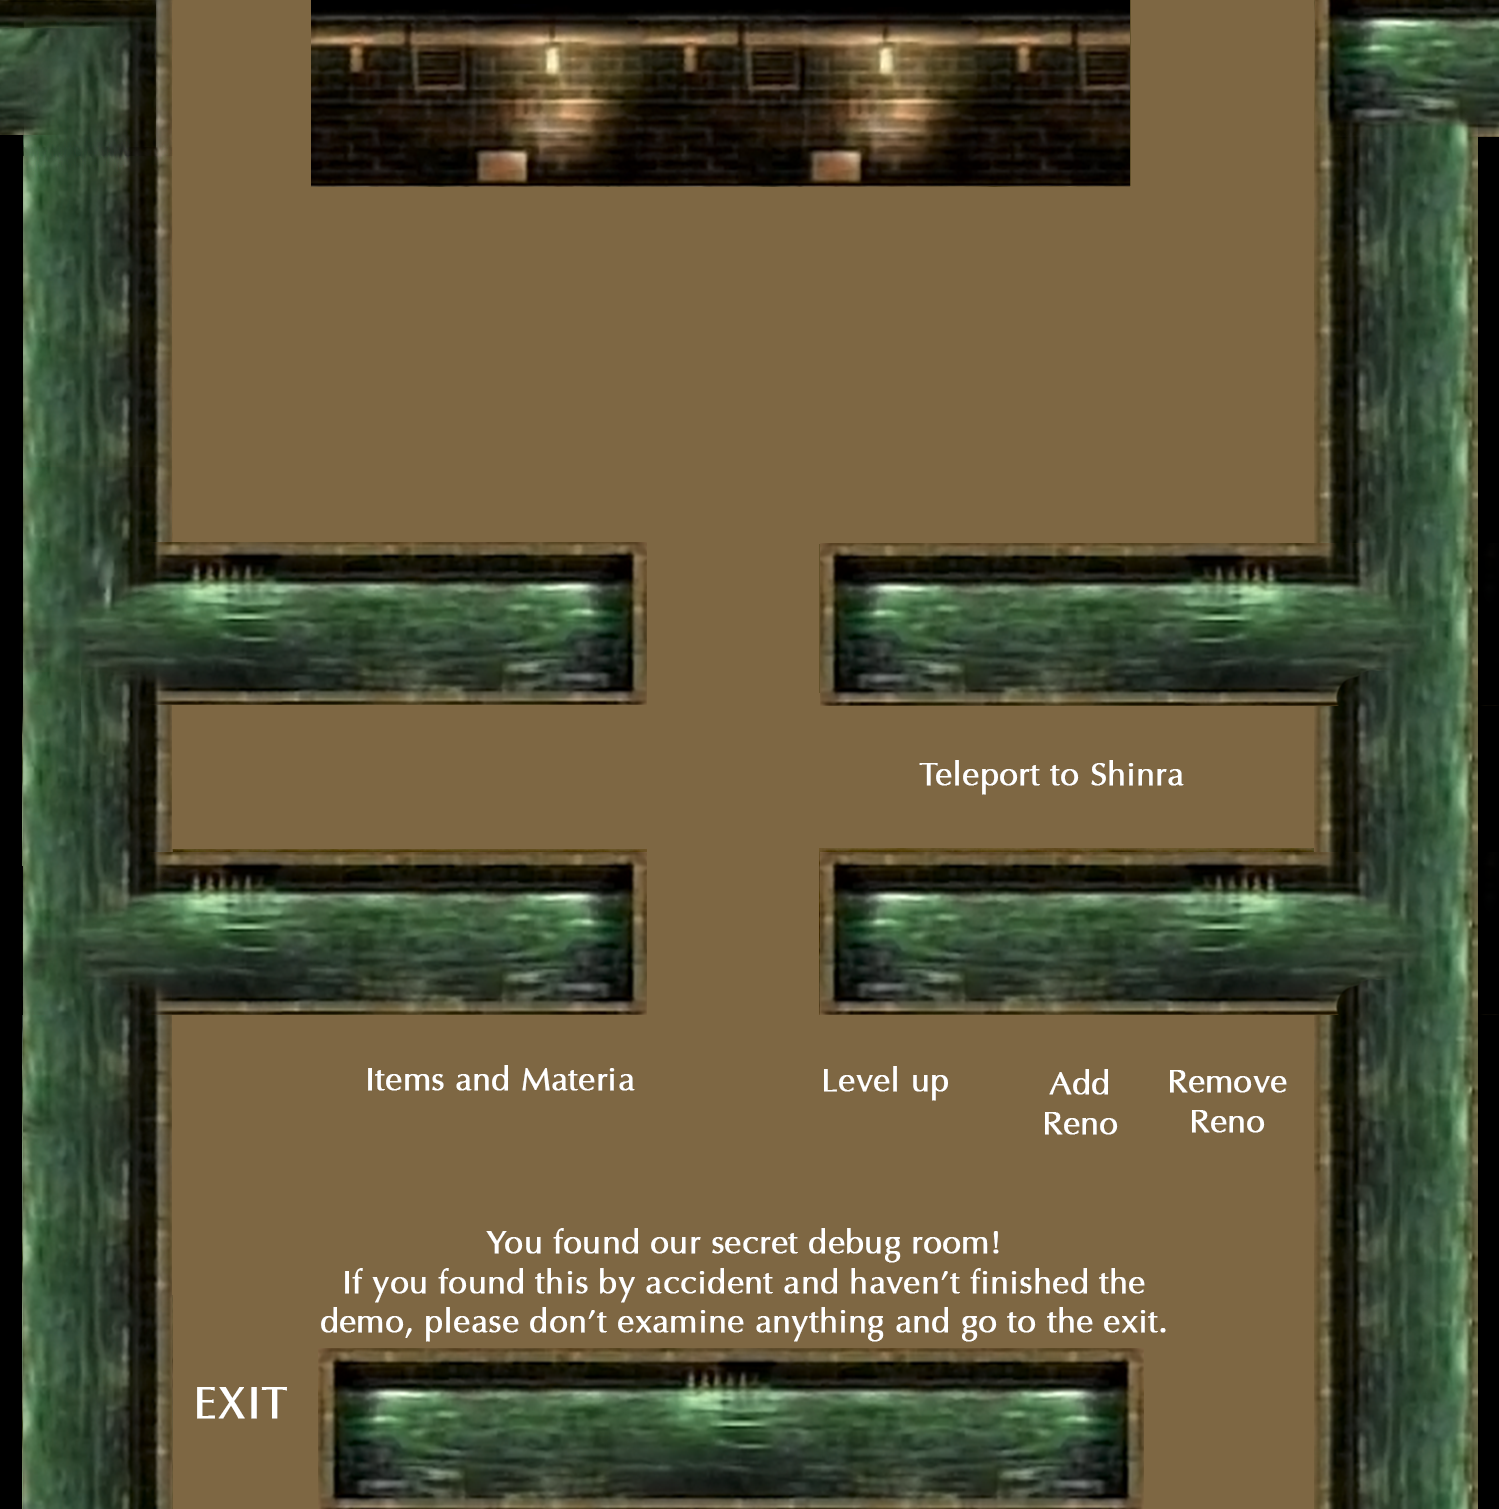 Teleport to Shinra
Items and Materia
Level up
Add
Reno
Remove
Reno
You found our secret debug room!
If you found this by accident and haven’t finished the
demo, please don’t examine anything and go to the exit.
EXIT